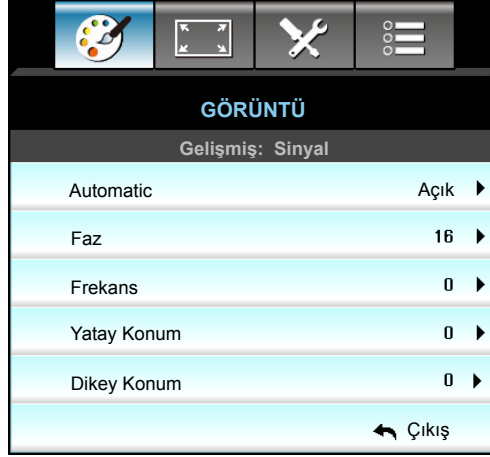 GÖRÜNTÜ
Gelişmiş: Sinyal
Automatic Açık
Faz 16
Frekans 0
Yatay Konum 0
Dikey Konum 0
Çıkış